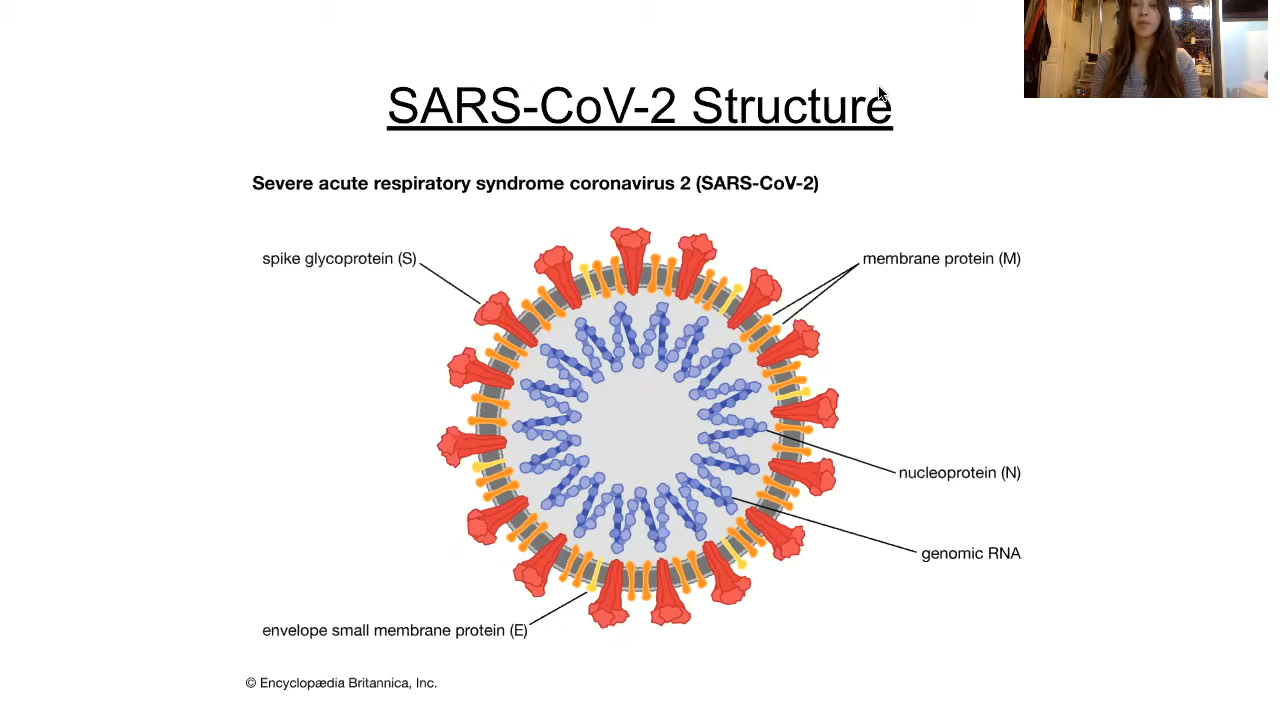 SARS-CoV-2 Structure
Severe acute respiratory syndrome coronavirus 2 (SARS-CoV-2)
spike glycoprotein (S)
membrane protein (M)
nucleoprotein (N)
genomic RNA
envelope small membrane protein (E)
© Encyclopædia Britannica, Inc.